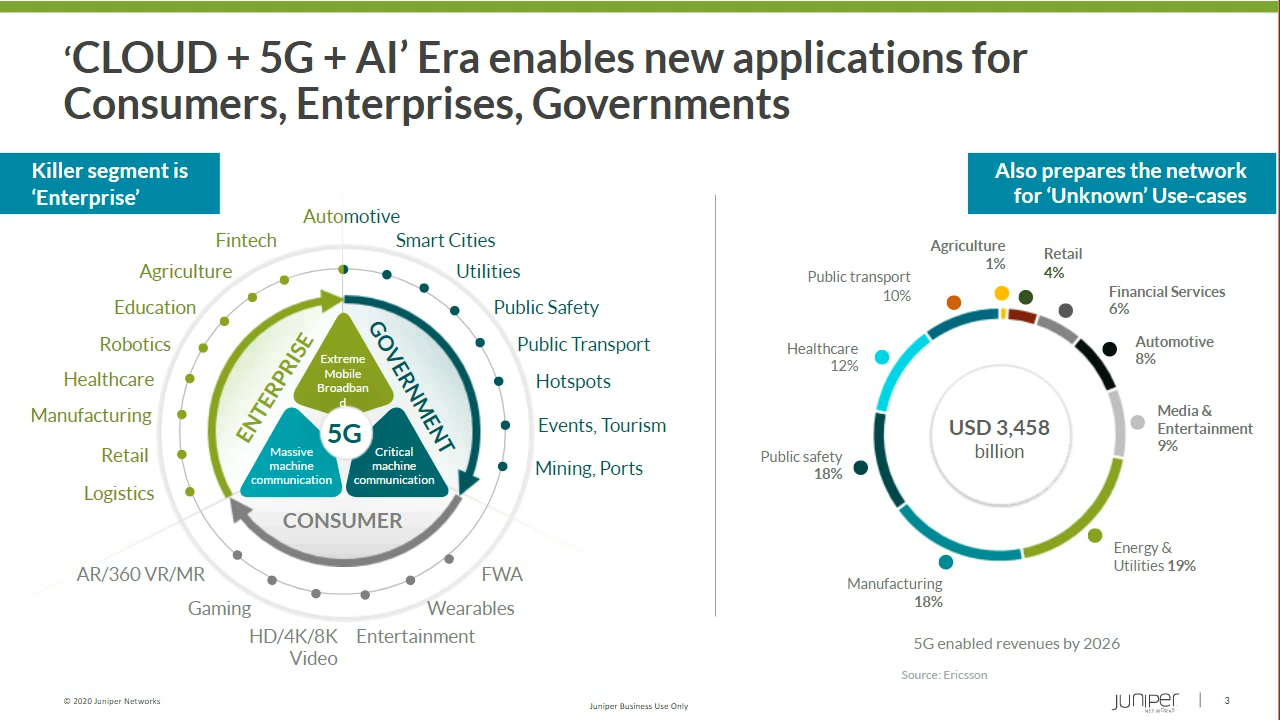 ‘CLOUD + 5G + AI’ Era enables new applications for
Consumers, Enterprises, Governments
Killer segment is
‘Enterprise’
Automotive
Fintech
Agriculture
Education
Robotics
Healthcare
Manufacturing
Retail
Logistics
Smart Cities
Utilities
Public Safety
Public Transport
Hotspots
Events, Tourism
Mining, Ports
ENTERPRISE
GOVERNMENT
CONSUMER
Extreme
Mobile
Broadban
d
5G
Massive
machine
communication
Critical
machine
communication
AR/360 VR/MR
Gaming
HD/4K/8K
Video
Entertainment
Wearables
FWA
Also prepares the network
for ‘Unknown’ Use-cases
Agriculture
1%
Retail
4%
Financial Services
6%
Automotive
8%
Media &
Entertainment
9%
Energy &
Utilities 19%
Manufacturing
18%
Public safety
18%
Healthcare
12%
Public transport
10%
USD 3,458
billion
5G enabled revenues by 2026
Source: Ericsson
© 2020 Juniper Networks
Juniper Business Use Only
JUNIPER
NETWORKS
3